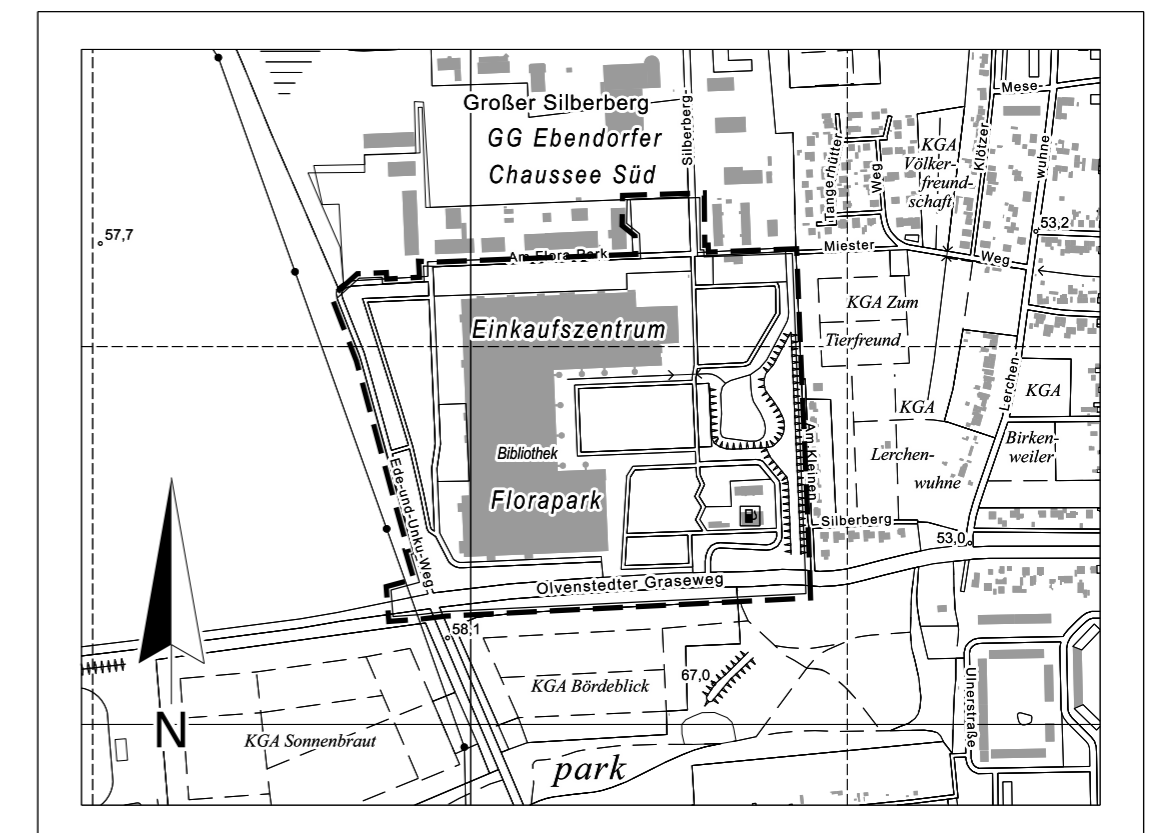 Mese
Großer Silberberg
GG Ebendorfer
Chaussee Süd
Silberberg-
Tangerhütter
Weg
KGA
Völker-
freund-
schaft
Klötzer
wuhne
57,7
53,2
Am Flora-Park
Miester
Weg
KGA Zum
Tierfreund
Einkaufszentrum
Lerchen-
KGA
KGA
Bibliothek
Am Kleinen
Birken-
weiler
Lerchen-
wuhne
Florapark
Ede-und-Unku-Weg
Silberberg
53,0
Olvenstedter Graseweg
58,1
67,0
KGA Bördeblick
Ulnerstraße
N
KGA Sonnenbraut
park